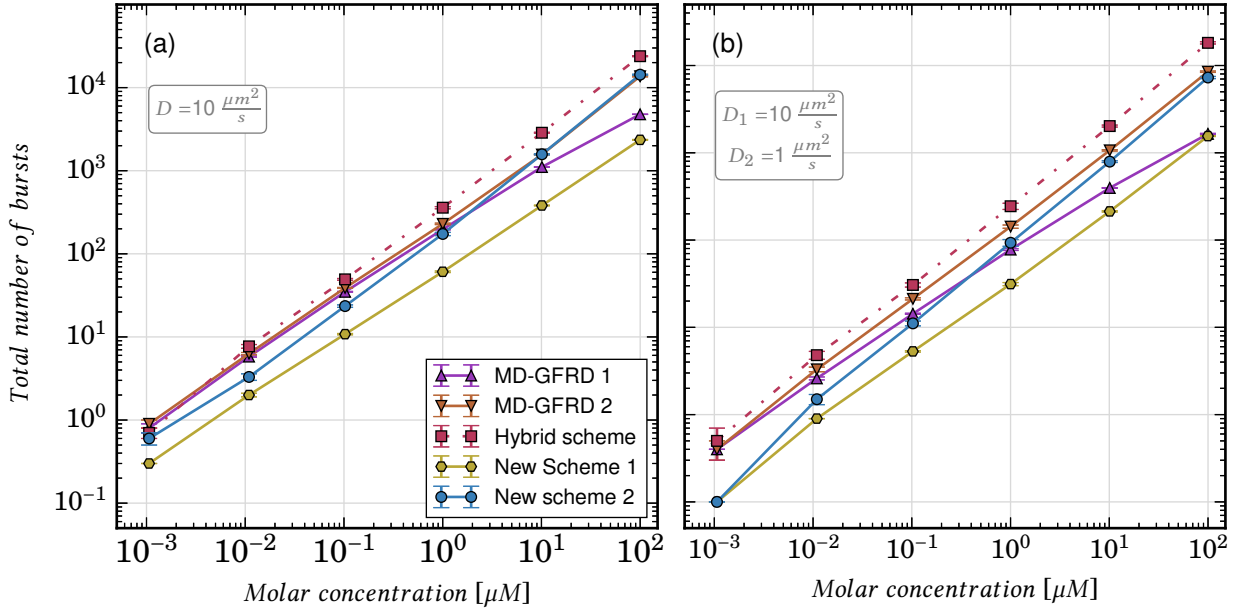 (a)
D =10 μm²/s
Total number of bursts
10⁴
10³
10²
10¹
10⁰
10⁻¹
MD-GFRD 1
MD-GFRD 2
Hybrid scheme
New Scheme 1
New scheme 2
10⁻³ 10⁻² 10⁻¹ 10⁰ 10¹ 10²
Molar concentration [μM]
(b)
D₁ =10 μm²/s
D₂ =1 μm²/s
10⁻³ 10⁻² 10⁻¹ 10⁰ 10¹ 10²
Molar concentration [μM]